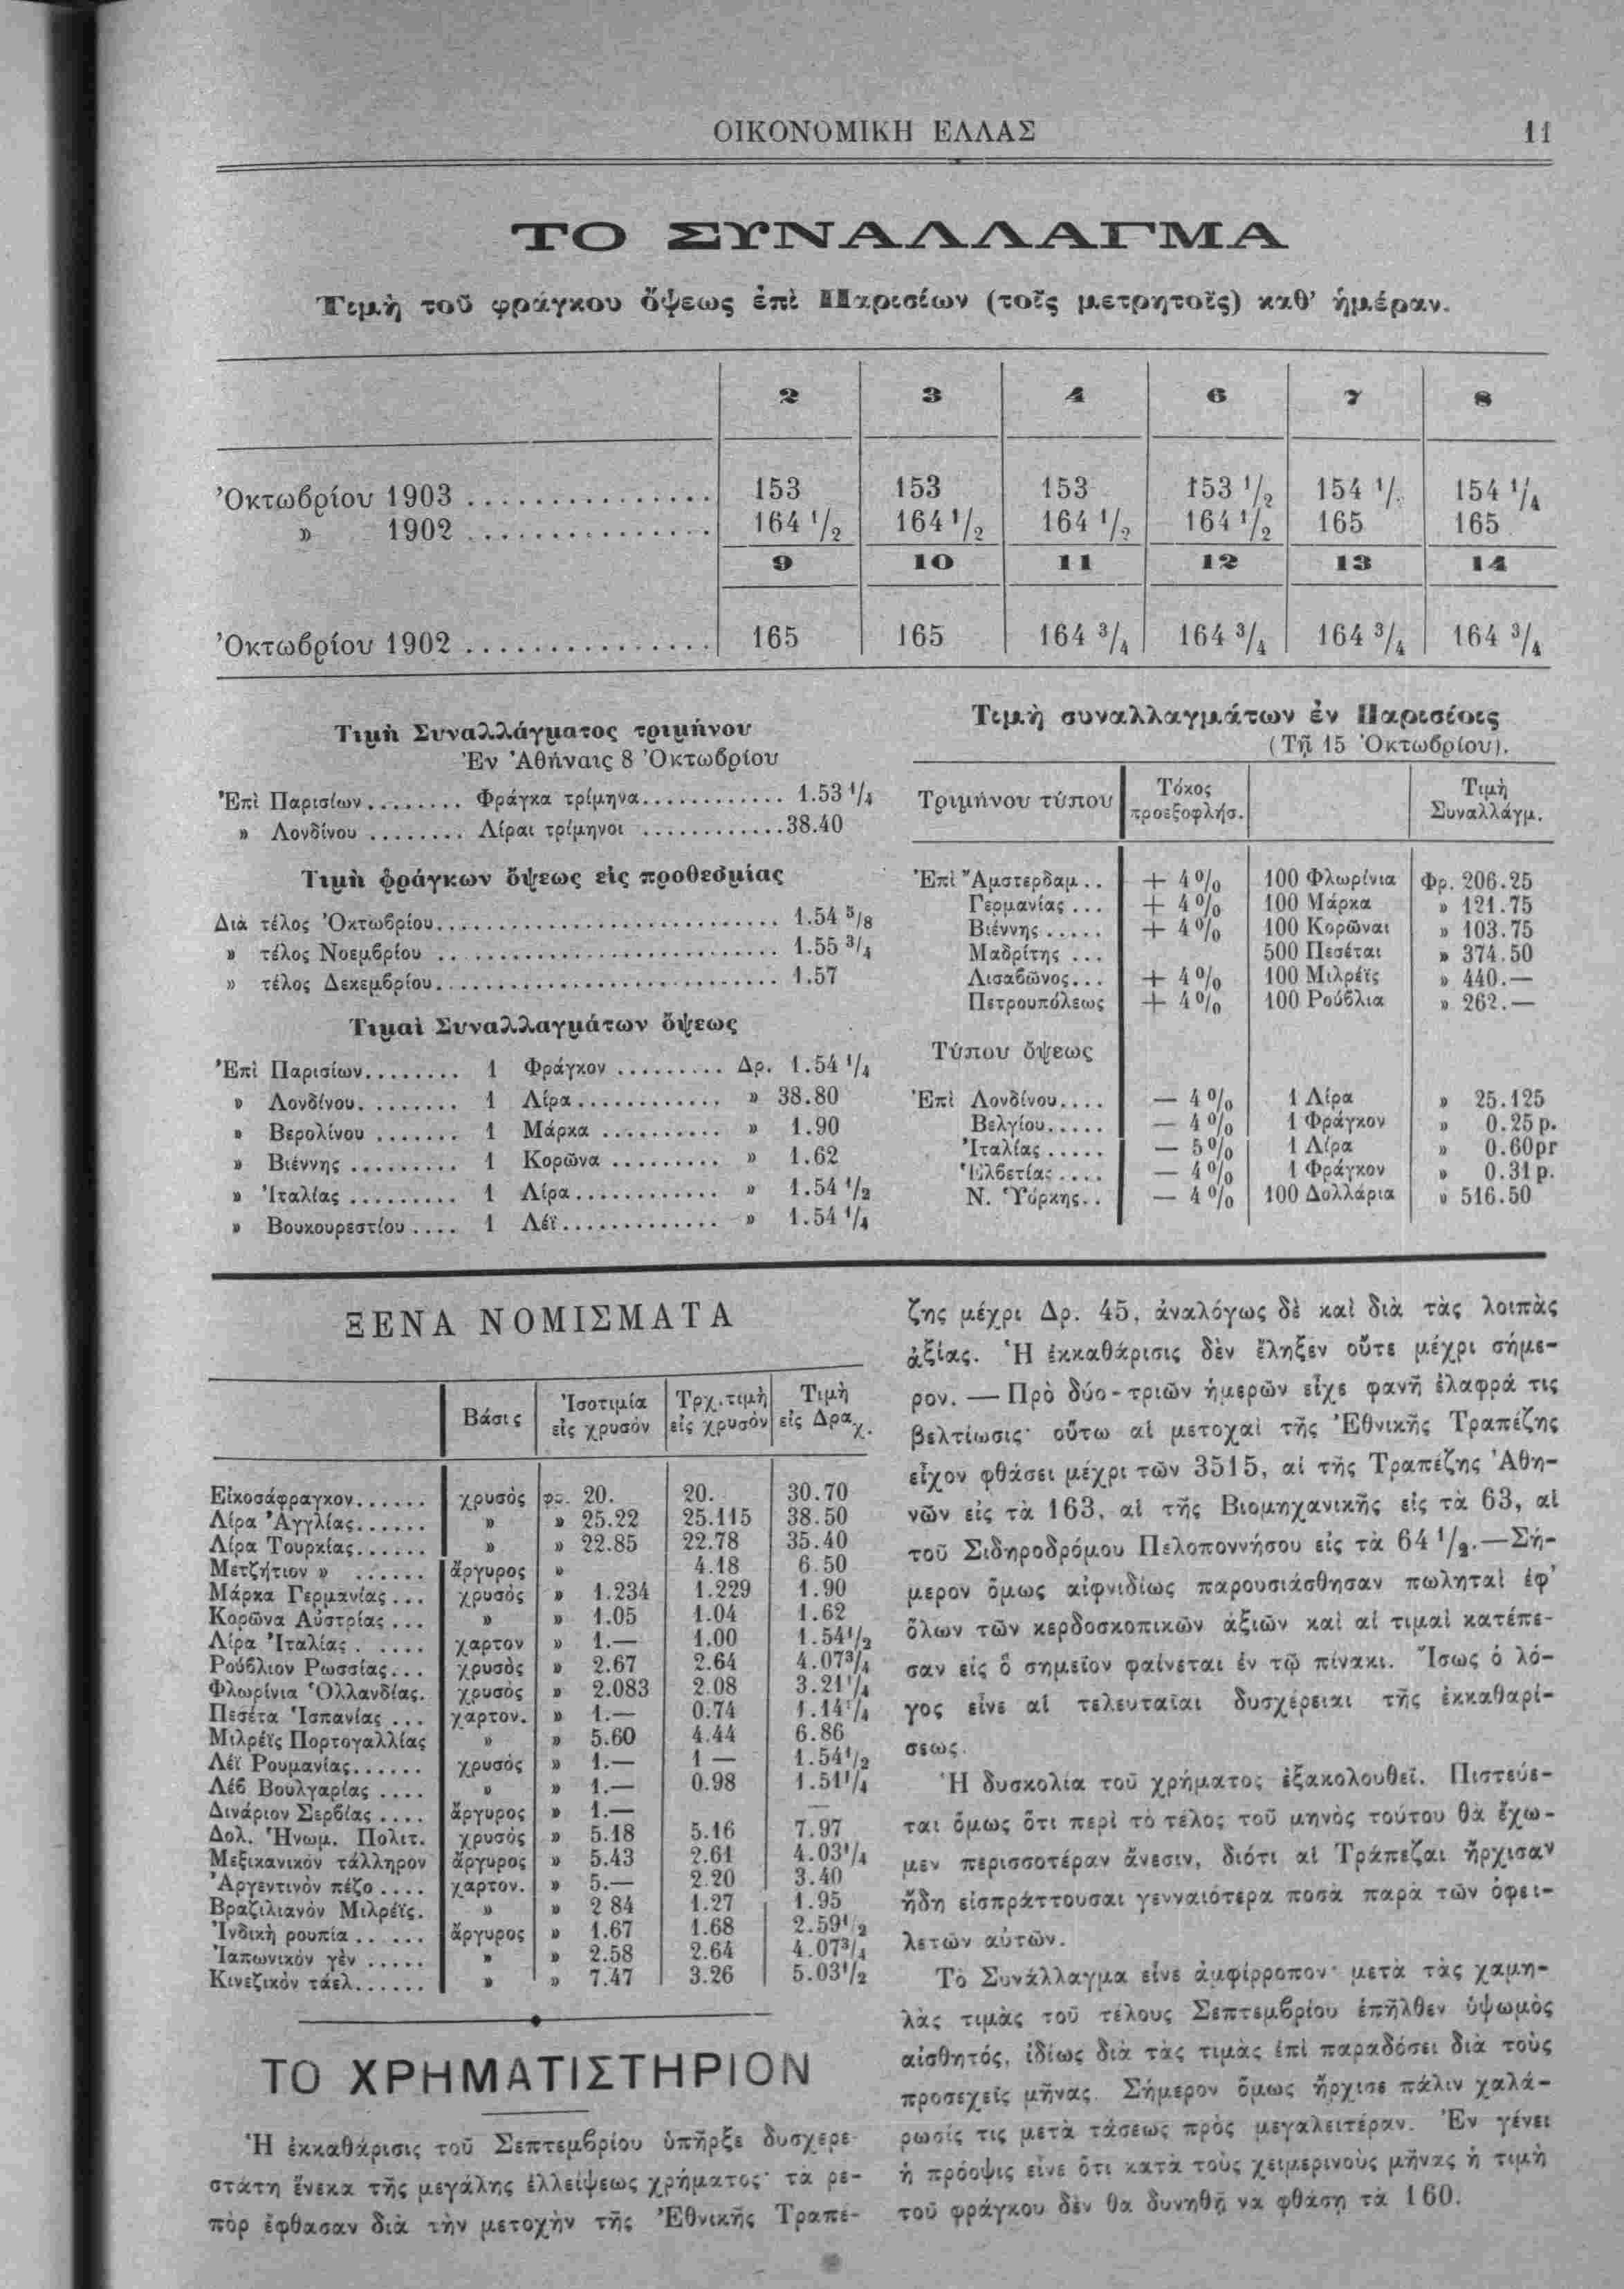 ΟΙΚΟΝΟΜΙΚΗ ΕΛΛΑΣ 11
ΤΟ ΣΥΝΑΛΛΑΓΜΑ
Τιμὴ τοῦ φράγκου ὄψεως ἐπὶ Παρισίων (τοῖς μετρητοῖς) καθ' ἡμέραν.
2 3 4 6 7 8
Ὀκτωβρίου 1903 ............... 153 153 153 153 1/2 154 1/ 154 1/4
» 1902 ............... 164 1/2 164 1/2 164 1/2 164 1/2 165 165
9 10 11 12 13 14
Ὀκτωβρίου 1902 ............... 165 165 164 3/4 164 3/4 164 3/4 164 3/4
Τιμὴ Συναλλάγματος τριμήνου
Ἐν Ἀθήναις 8 Ὀκτωβρίου
Ἐπὶ Παρισίων ........ Φράγκα τρίμηνα ............ 1.53 1/4
» Λονδίνου ........ Λίραι τρίμηνοι ............ 38.40
Τιμὴ φράγκων ὄψεως εἰς προθεσμίας
Διὰ τέλος Ὀκτωβρίου ............ 1.54 5/8
» τέλος Νοεμβρίου ............ 1.55 3/4
» τέλος Δεκεμβρίου ............ 1.57
Τιμαὶ Συναλλαγμάτων ὄψεως
Ἐπὶ Παρισίων ........ 1 Φράγκον ......... Δρ. 1.54 1/4
» Λονδίνου ........ 1 Λίρα ............ » 38.80
» Βερολίνου ....... 1 Μάρκα .......... » 1.90
» Βιέννης ......... 1 Κορῶνα ......... » 1.62
» Ἰταλίας ......... 1 Λίρα ............ » 1.54 1/2
» Βουκουρεστίου .... 1 Λέϊ ............. » 1.54 1/4
Τιμὴ συναλλαγμάτων ἐν Παρισίοις
(Τῇ 15 Ὀκτωβρίου).
Τριμήνου τύπου Τόκος προεξοφλήσ. Τιμὴ Συναλλάγμ.
Ἐπὶ Ἄμστερδαμ .. + 4% 100 Φλωρίνια Φρ. 206.25
Γερμανίας ... + 4% 100 Μάρκα » 121.75
Βιέννης ..... + 4% 100 Κορῶναι » 103.75
Μαδρίτης ... 500 Πεσέται » 374.50
Λισαβῶνος ... + 4% 100 Μιλρέϊς » 440.—
Πετρουπόλεως + 4% 100 Ρούβλια » 262.—
Τύπου ὄψεως
Ἐπὶ Λονδίνου .... — 4% 1 Λίρα » 25.125
Βελγίου ..... — 4% 1 Φράγκον » 0.25 p.
Ἰταλίας ..... — 5% 1 Λίρα » 0.60 pr
Ἑλβετίας .... — 4% 1 Φράγκον » 0.31 p.
Ν. Ὑόρκης .. — 4% 100 Δολλάρια » 516.50
ΞΕΝΑ ΝΟΜΙΣΜΑΤΑ
Βάσις Ἰσοτιμία εἰς χρυσὸν Τρχ. τιμὴ εἰς χρυσὸν Τιμὴ εἰς Δραχ.
Εἰκοσάφραγκον ...... χρυσὸς φρ. 20. 20. 30.70
Λίρα Ἀγγλίας ...... » » 25.22 25.115 38.50
Λίρα Τουρκίας ...... » » 22.85 22.78 35.40
Μετζήτιον » ...... ἄργυρος » 4.18 6.50
Μάρκα Γερμανίας ... χρυσὸς » 1.234 1.229 1.90
Κορῶνα Αὐστρίας ... » » 1.05 1.04 1.62
Λίρα Ἰταλίας ...... χαρτον » 1.— 1.00 1.54 1/2
Ρούβλιον Ρωσσίας ... χρυσὸς » 2.67 2.64 4.07 3/4
Φλωρίνια Ὁλλανδίας. χρυσὸς » 2.083 2.08 3.21 1/4
Πεσέτα Ἱσπανίας ... χαρτον. » 1.— 0.74 1.14 1/4
Μιλρέϊς Πορτογαλλίας » » 5.60 4.44 6.86
Λέϊ Ρουμανίας ...... χρυσὸς » 1.— 1 — 1.54 1/2
Λέβ Βουλγαρίας .... » » 1.— 0.98 1.51 1/4
Δινάριον Σερβίας .... ἄργυρος » 1.— —
Δολ. Ἡνωμ. Πολιτ. χρυσὸς » 5.18 5.16 7.97
Μεξικανικὸν τάλληρον ἄργυρος » 5.43 2.61 4.03 1/4
Ἀργεντινὸν πέζο .... χαρτον. » 5.— 2.20 3.40
Βραζιλιανὸν Μιλρέϊς. » » 2 84 1.27 1.95
Ἰνδικὴ ρουπία ...... ἄργυρος » 1.67 1.68 2.59 1/2
Ἰαπωνικὸν γὲν ..... » » 2.58 2.64 4.07 3/4
Κινεζικὸν τάελ ...... » » 7.47 3.26 5.03 1/2
ΤΟ ΧΡΗΜΑΤΙΣΤΗΡΙΟΝ
Ἡ ἐκκαθάρισις τοῦ Σεπτεμβρίου ὑπῆρξε δυσχερε-
στάτη ἕνεκα τῆς μεγάλης ἐλλείψεως χρήματος· τὰ ρε-
πὸρ ἔφθασαν διὰ τὴν μετοχὴν τῆς Ἐθνικῆς Τραπέ-
ζης μέχρι Δρ. 45, ἀναλόγως δὲ καὶ διὰ τὰς λοιπὰς
ἀξίας. Ἡ ἐκκαθάρισις δὲν ἔληξεν οὔτε μέχρι σήμε-
ρον. — Πρὸ δύο-τριῶν ἡμερῶν εἶχε φανῆ ἐλαφρά τις
βελτίωσις· οὕτω αἱ μετοχαὶ τῆς Ἐθνικῆς Τραπέζης
εἶχον φθάσει μέχρι τῶν 3515, αἱ τῆς Τραπέζης Ἀθη-
νῶν εἰς τὰ 163, αἱ τῆς Βιομηχανικῆς εἰς τὰ 63, αἱ
τοῦ Σιδηροδρόμου Πελοποννήσου εἰς τὰ 64 1/2.—Σή-
μερον ὅμως αἰφνιδίως παρουσιάσθησαν πωληταὶ ἐφ'
ὅλων τῶν κερδοσκοπικῶν ἀξιῶν καὶ αἱ τιμαὶ κατέπε-
σαν εἰς ὃ σημεῖον φαίνεται ἐν τῷ πίνακι. Ἴσως ὁ λό-
γος εἶνε αἱ τελευταῖαι δυσχέρειαι τῆς ἐκκαθαρί-
σεως.
Ἡ δυσκολία τοῦ χρήματος ἐξακολουθεῖ. Πιστεύε-
ται ὅμως ὅτι περὶ τὸ τέλος τοῦ μηνὸς τούτου θὰ ἔχω-
μεν περισσοτέραν ἄνεσιν, διότι αἱ Τράπεζαι ἤρχισαν
ἤδη εἰσπράττουσαι γενναιότερα ποσὰ παρὰ τῶν ὀφει-
λετῶν αὐτῶν.
Τὸ Συνάλλαγμα εἶνε ἀμφίρροπον· μετὰ τὰς χαμη-
λὰς τιμὰς τοῦ τέλους Σεπτεμβρίου ἐπῆλθεν ὑψωμὸς
αἰσθητός, ἰδίως διὰ τὰς τιμὰς ἐπὶ παραδόσει διὰ τοὺς
προσεχεῖς μῆνας. Σήμερον ὅμως ἤρχισε πάλιν χαλά-
ρωσίς τις μετὰ τάσεως πρὸς μεγαλειτέραν. Ἐν γένει
ἡ πρόοψις εἶνε ὅτι κατὰ τοὺς χειμερινοὺς μῆνας ἡ τιμὴ
τοῦ φράγκου δὲν θὰ δυνηθῇ νὰ φθάσῃ τὰ 160.